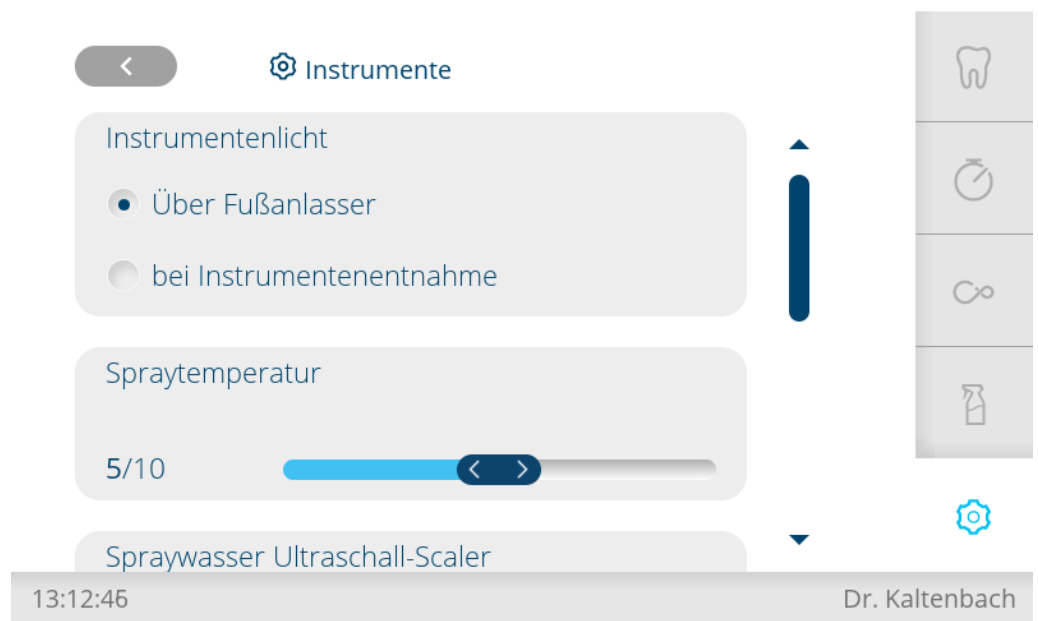 Instrumente
Instrumentenlicht
Über Fußanlasser
bei Instrumentenentnahme
Spraytemperatur
5/10
Spraywasser Ultraschall-Scaler
13:12:46
Dr. Kaltenbach